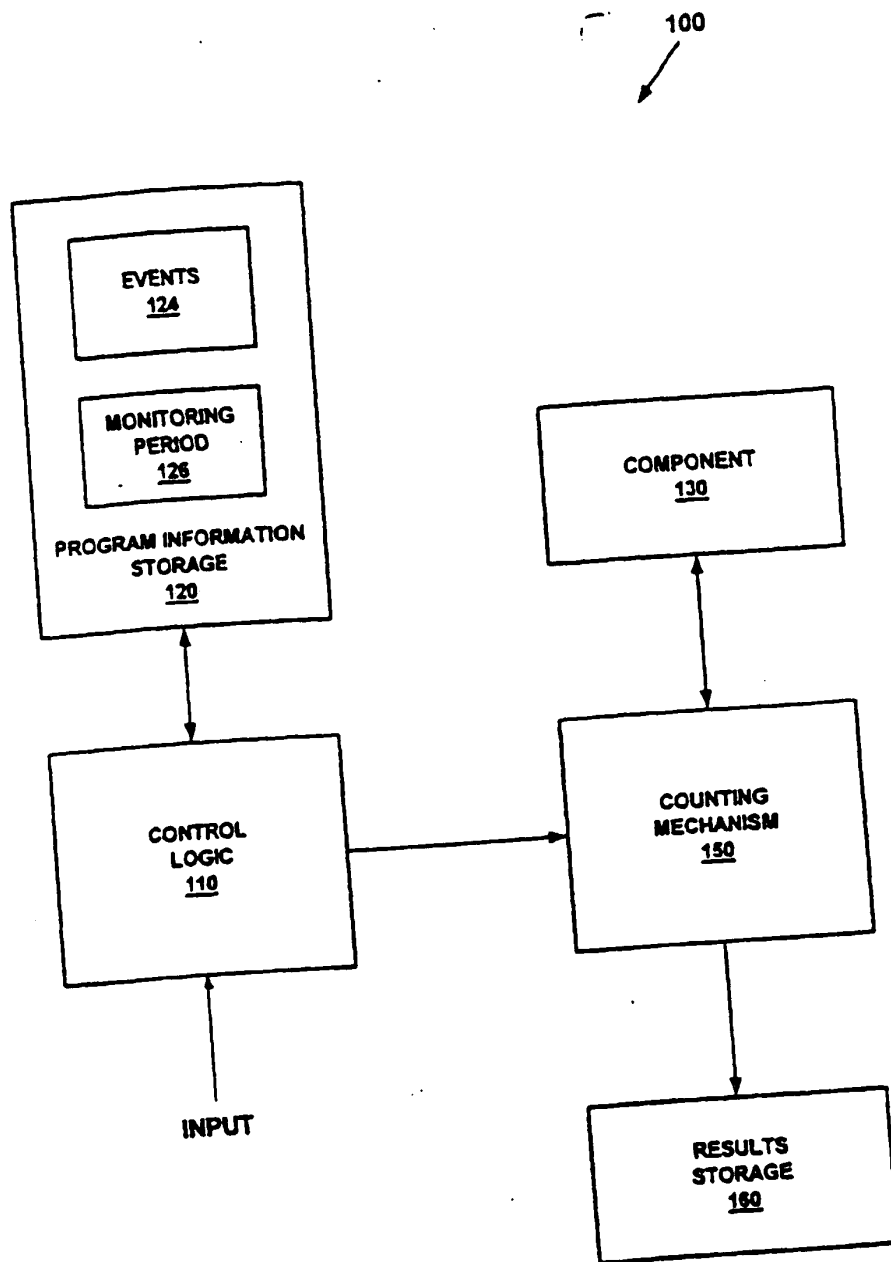 100
EVENTS
124
MONITORING
PERIOD
126
PROGRAM INFORMATION
STORAGE
120
COMPONENT
130
CONTROL
LOGIC
110
COUNTING
MECHANISM
150
INPUT
RESULTS
STORAGE
160